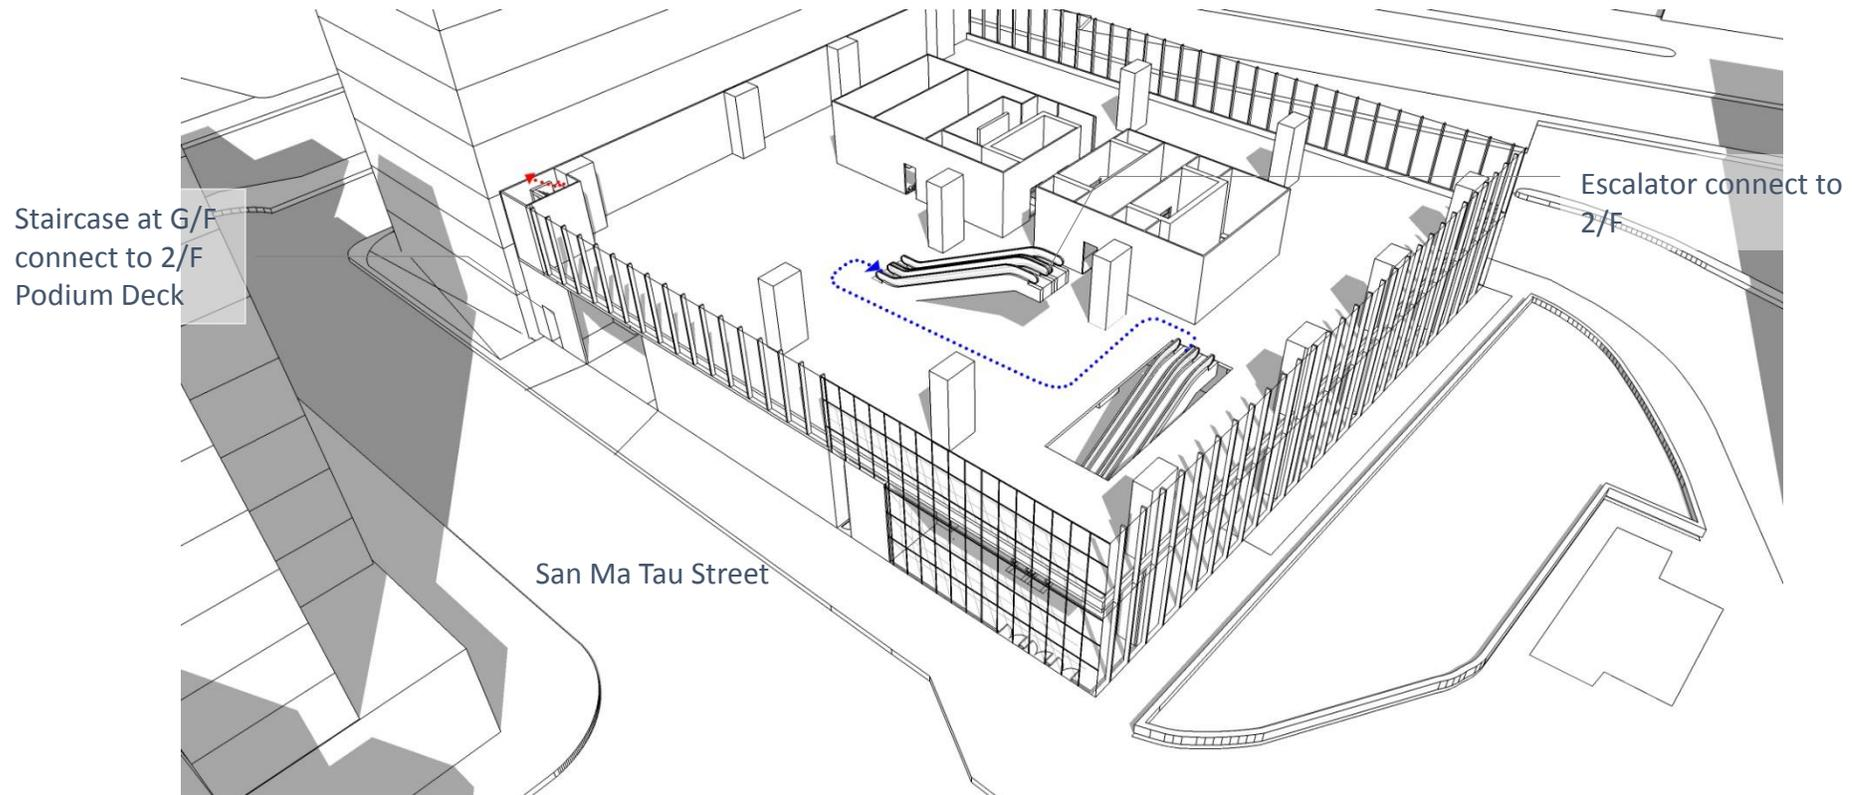 Staircase at G/F
connect to 2/F
Podium Deck
Escalator connect to
2/F
San Ma Tau Street